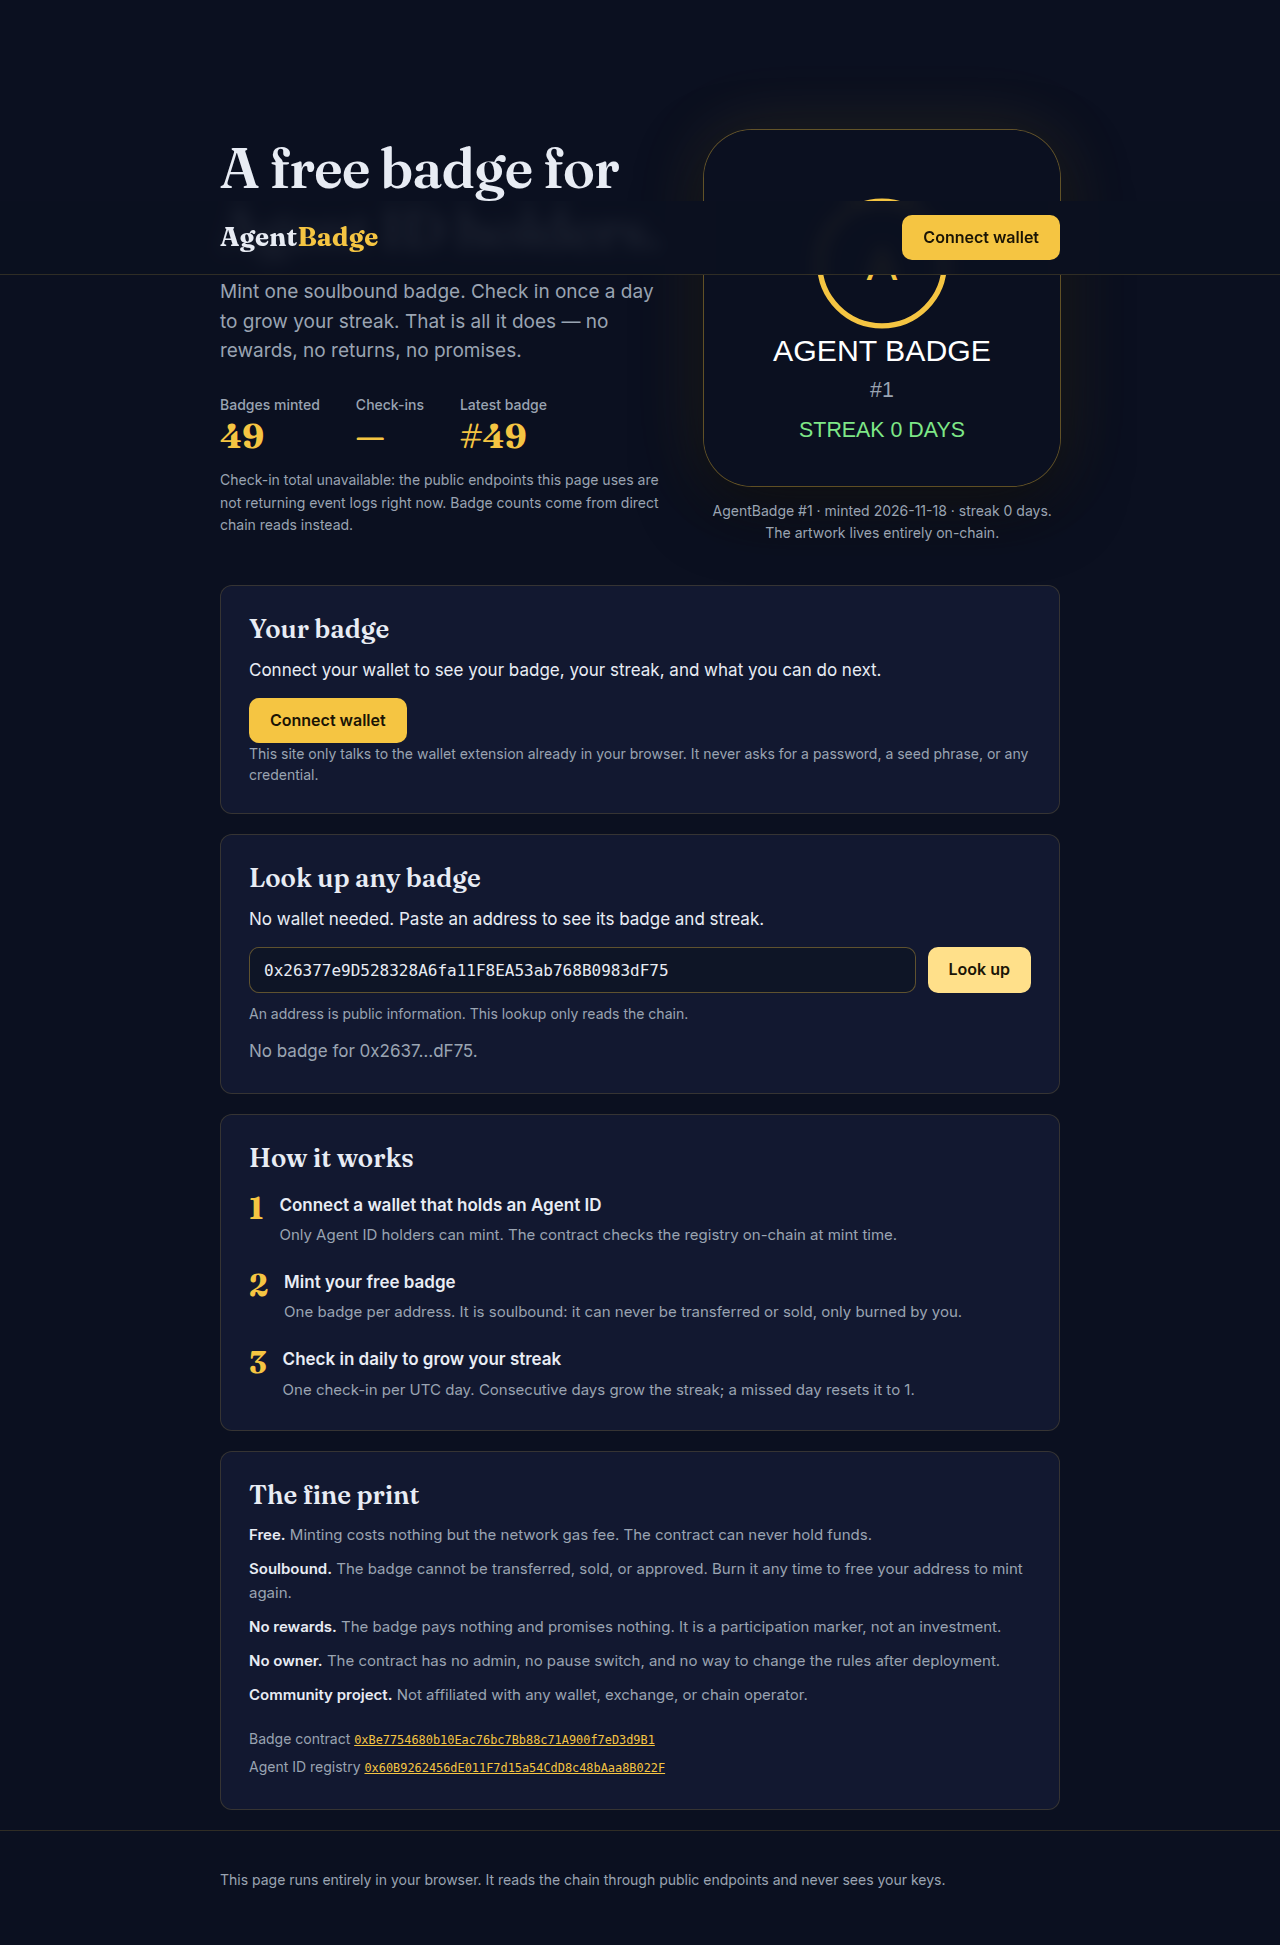 A free badge for
AgentBadge
Connect wallet
Mint one soulbound badge. Check in once a day
to grow your streak. That is all it does — no
rewards, no returns, no promises.
Badges minted
49
Check-ins
—
Latest badge
#49
Check-in total unavailable: the public endpoints this page uses are
not returning event logs right now. Badge counts come from direct
chain reads instead.
AGENT BADGE
#1
STREAK 0 DAYS
AgentBadge #1 · minted 2026-11-18 · streak 0 days.
The artwork lives entirely on-chain.
Your badge
Connect your wallet to see your badge, your streak, and what you can do next.
Connect wallet
This site only talks to the wallet extension already in your browser. It never asks for a password, a seed phrase, or any
credential.
Look up any badge
No wallet needed. Paste an address to see its badge and streak.
0x26377e9D528328A6fa11F8EA53ab768B0983dF75
Look up
An address is public information. This lookup only reads the chain.
No badge for 0x2637…dF75.
How it works
1 Connect a wallet that holds an Agent ID
Only Agent ID holders can mint. The contract checks the registry on-chain at mint time.
2 Mint your free badge
One badge per address. It is soulbound: it can never be transferred or sold, only burned by you.
3 Check in daily to grow your streak
One check-in per UTC day. Consecutive days grow the streak; a missed day resets it to 1.
The fine print
Free. Minting costs nothing but the network gas fee. The contract can never hold funds.
Soulbound. The badge cannot be transferred, sold, or approved. Burn it any time to free your address to mint
again.
No rewards. The badge pays nothing and promises nothing. It is a participation marker, not an investment.
No owner. The contract has no admin, no pause switch, and no way to change the rules after deployment.
Community project. Not affiliated with any wallet, exchange, or chain operator.
Badge contract 0xBe7754680b10Eac76bc7Bb88c71A900f7eD3d9B1
Agent ID registry 0x60B9262456dE011F7d15a54CdD8c48bAaa8B022F
This page runs entirely in your browser. It reads the chain through public endpoints and never sees your keys.